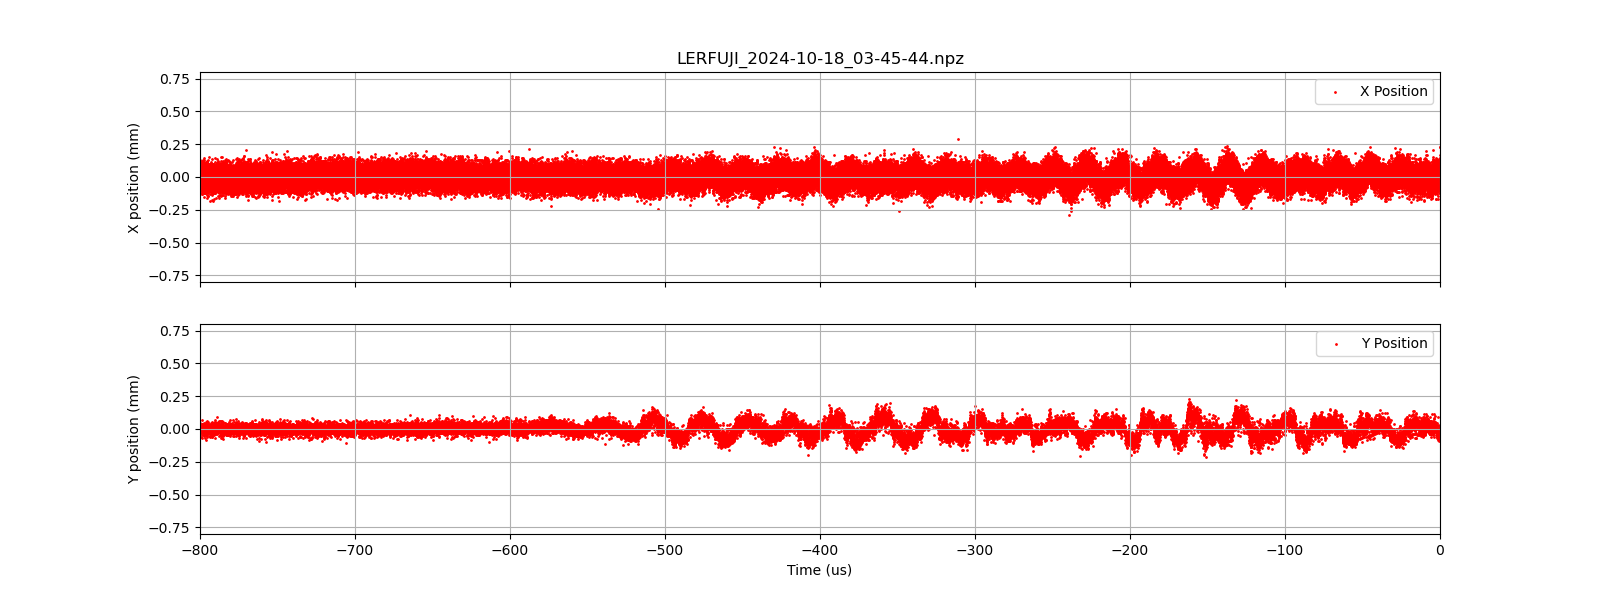 LERFUJI_2024-10-18_03-45-44.npz
X position (mm)
0.75
0.50
0.25
0.00
−0.25
−0.50
−0.75
X Position
Y position (mm)
0.75
0.50
0.25
0.00
−0.25
−0.50
−0.75
Y Position
−800 −700 −600 −500 −400 −300 −200 −100 0
Time (us)